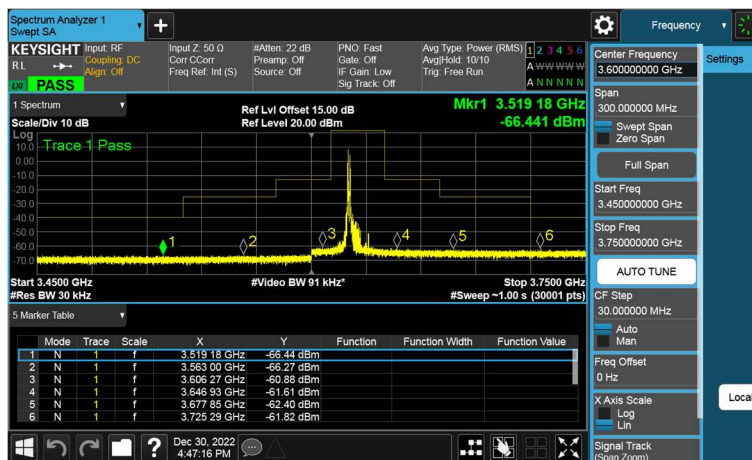 Spectrum Analyzer 1
Swept SA
Frequency
KEYSIGHT
RL
LXI PASS
Input: RF
Coupling: DC
Align: Off
Input Z: 50 Ω
Corr CCorr
Freq Ref: Int (S)
#Atten: 22 dB
Preamp: Off
Source: Off
PNO: Fast
Gate: Off
IF Gain: Low
Sig Track: Off
Avg Type: Power (RMS)
Avg|Hold: 10/10
Trig: Free Run
1 2 3 4 5 6
A W W W W W
A N N N N N
1 Spectrum
Scale/Div 10 dB
Ref Lvl Offset 15.00 dB
Ref Level 20.00 dBm
Mkr1 3.519 18 GHz
-66.441 dBm
Log
Trace 1 Pass
10.0
0.00
-10.0
-20.0
-30.0
-40.0
-50.0
-60.0
-70.0
1
2
3
4
5
6
Start 3.4500 GHz
#Res BW 30 kHz
#Video BW 91 kHz*
Stop 3.7500 GHz
#Sweep ~1.00 s (30001 pts)
5 Marker Table
Mode Trace Scale X Y Function Function Width Function Value
1 N 1 f 3.519 18 GHz -66.44 dBm
2 N 1 f 3.563 00 GHz -66.27 dBm
3 N 1 f 3.606 27 GHz -60.88 dBm
4 N 1 f 3.646 93 GHz -61.61 dBm
5 N 1 f 3.677 85 GHz -62.40 dBm
6 N 1 f 3.725 29 GHz -61.82 dBm
?
Dec 30, 2022
4:47:16 PM
Center Frequency
3.600000000 GHz
Settings
Span
300.000000 MHz
Swept Span
Zero Span
Full Span
Start Freq
3.450000000 GHz
Stop Freq
3.750000000 GHz
AUTO TUNE
CF Step
30.000000 MHz
Auto
Man
Freq Offset
0 Hz
X Axis Scale
Log
Lin
Local
Signal Track
(Span Zoom)